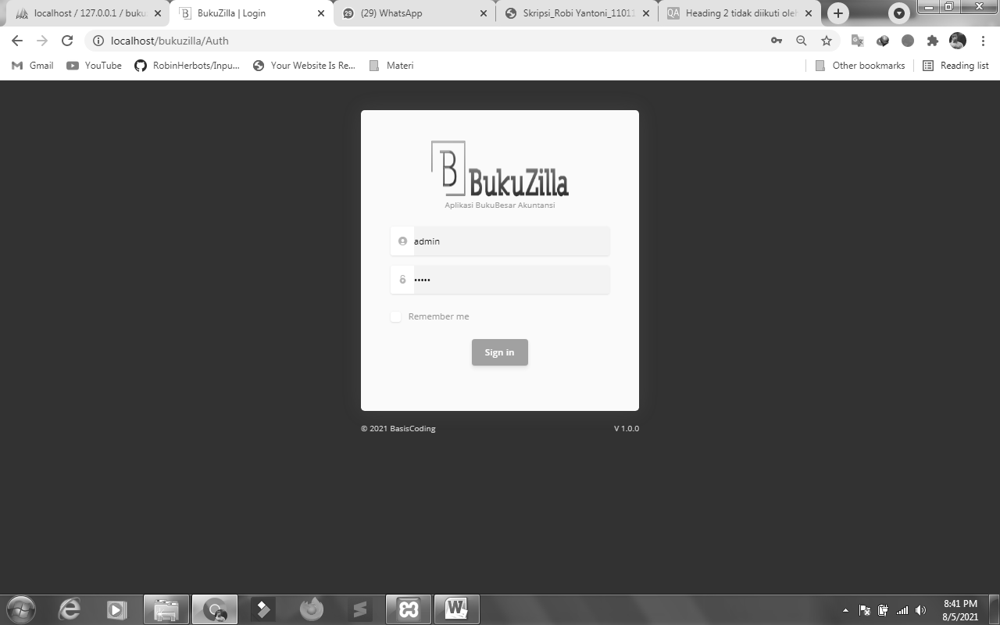 localhost / 127.0.0.1 / buku
BukuZilla | Login
(29) WhatsApp
Skripsi_Robi Yantoni_11011
Heading 2 tidak diikuti ole
localhost/bukuzilla/Auth
Gmail
YouTube
RobinHerbots/Inpu...
Your Website Is Re...
Materi
Other bookmarks
Reading list
B BukuZilla
Aplikasi BukuBesar Akuntansi
admin
•••••
Remember me
Sign in
© 2021 BasisCoding
V 1.0.0
8:41 PM
8/5/2021